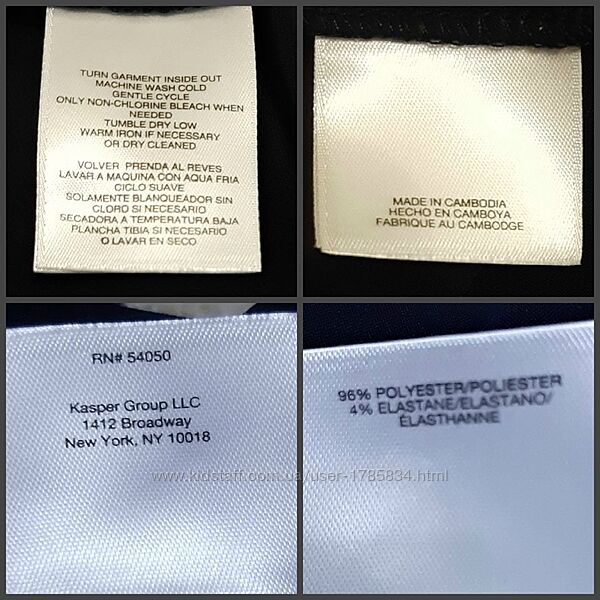 TURN GARMENT INSIDE OUT
MACHINE WASH COLD
GENTLE CYCLE
ONLY NON-CHLORINE BLEACH WHEN
NEEDED
TUMBLE DRY LOW
WARM IRON IF NECESSARY
OR DRY CLEANED
VOLVER PRENDA AL REVES
LAVAR A MAQUINA CON AQUA FRIA
CICLO SUAVE
SOLAMENTE BLANQUEADOR SIN
CLORO SI NECESARIO
SECADORA A TEMPERATURA BAJA
PLANCHA TIBIA SI NECESARIO
O LAVAR EN SECO
MADE IN CAMBODIA
HECHO EN CAMBOYA
FABRIQUE AU CAMBODGE
RN# 54050
Kasper Group LLC
1412 Broadway
New York, NY 10018
96% POLYESTER/POLIESTER
4% ELASTANE/ELASTANO/
ÉLASTHANNE
www.kidstaff.com.ua/user-1785834.html